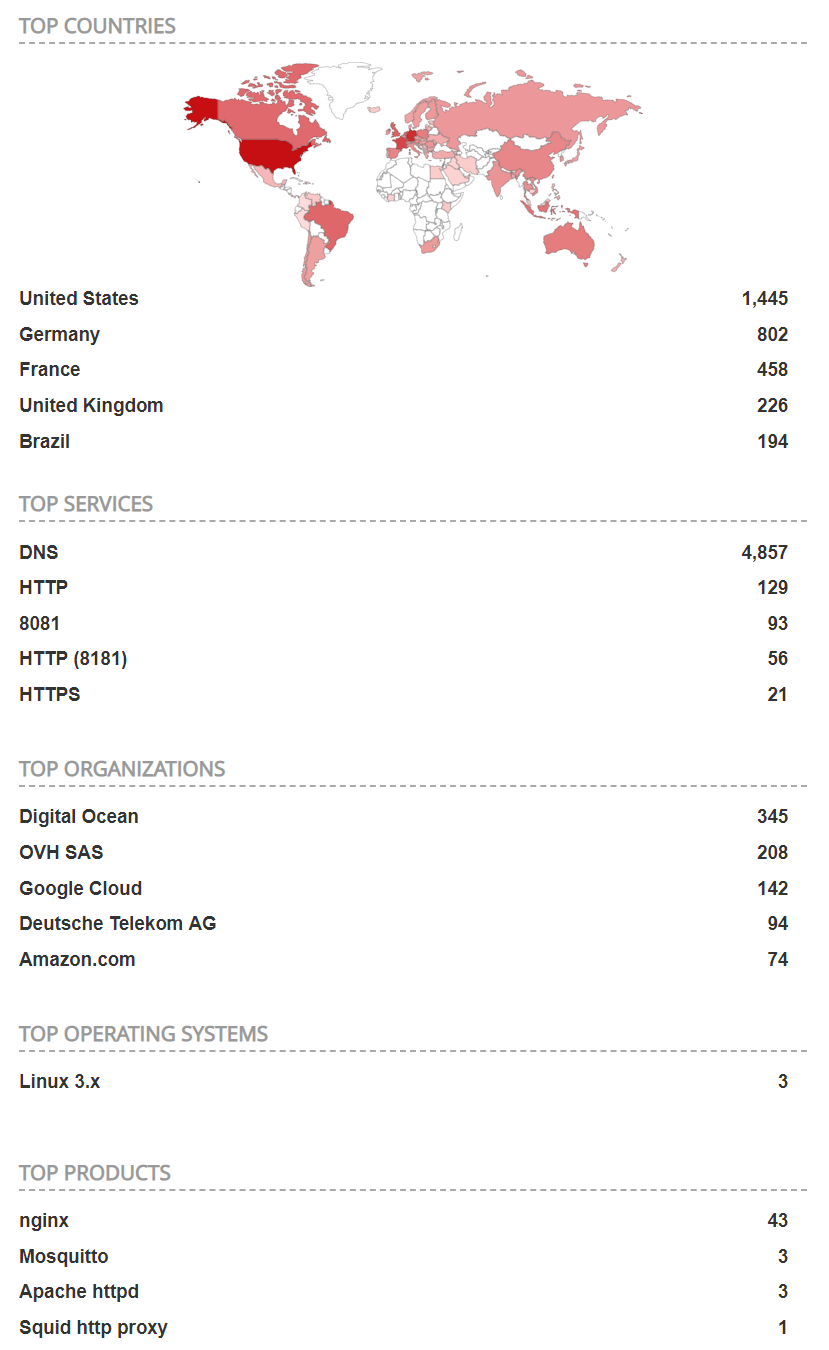 TOP COUNTRIES
United States 1,445
Germany 802
France 458
United Kingdom 226
Brazil 194
TOP SERVICES
DNS 4,857
HTTP 129
8081 93
HTTP (8181) 56
HTTPS 21
TOP ORGANIZATIONS
Digital Ocean 345
OVH SAS 208
Google Cloud 142
Deutsche Telekom AG 94
Amazon.com 74
TOP OPERATING SYSTEMS
Linux 3.x 3
TOP PRODUCTS
nginx 43
Mosquitto 3
Apache httpd 3
Squid http proxy 1